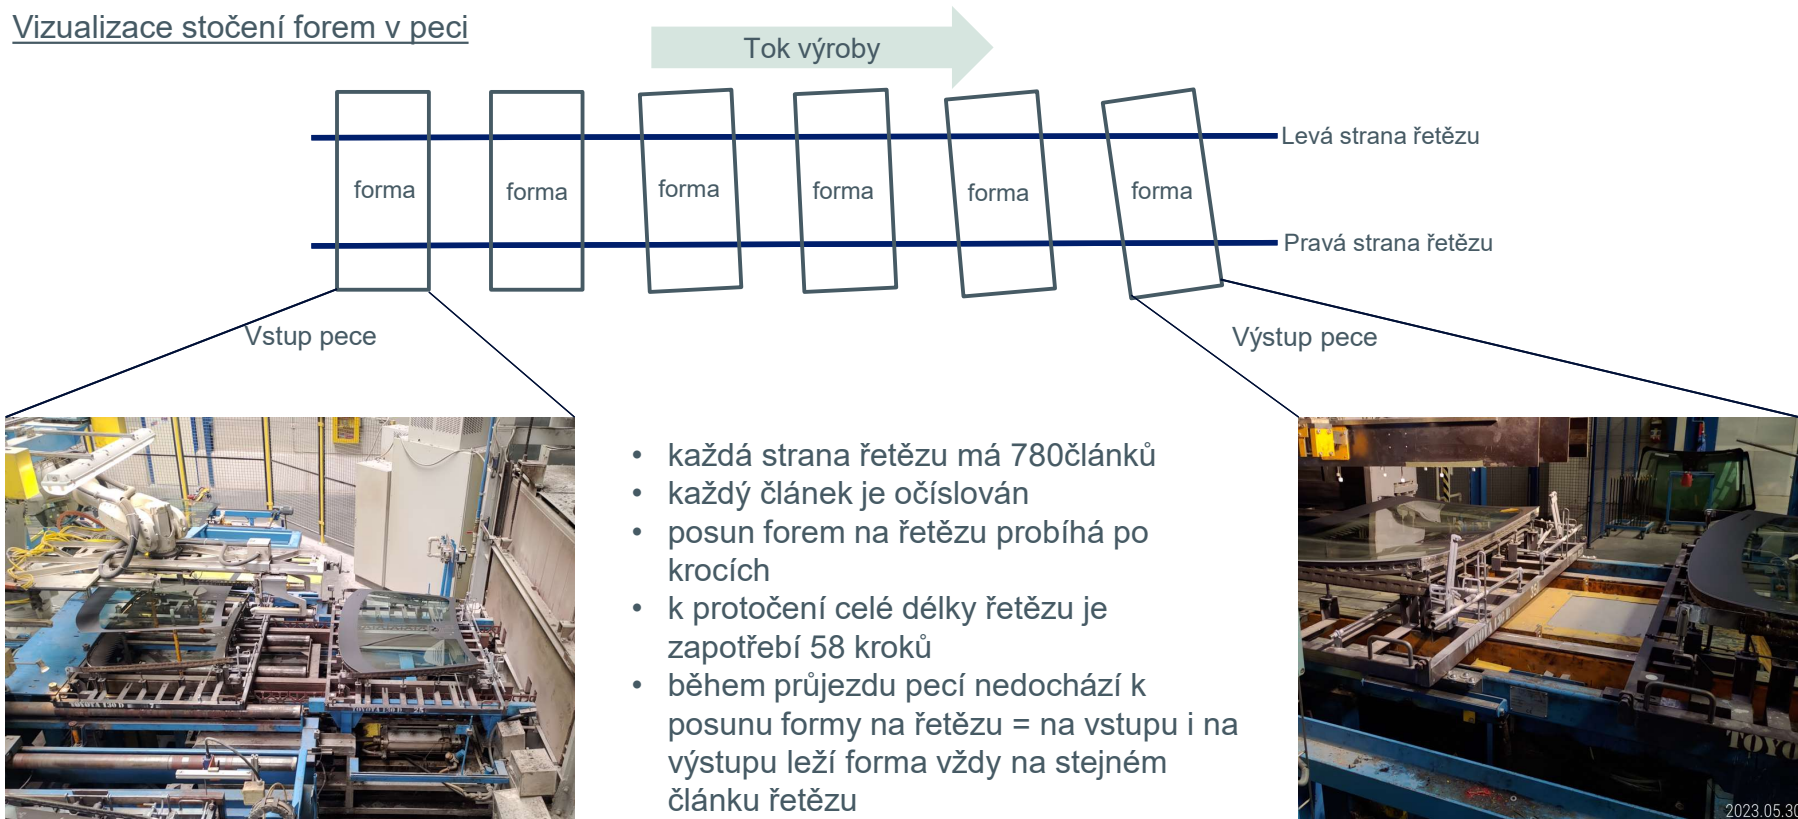 Vizualizace stočení forem v peci
Tok výroby
Levá strana řetězu
forma
forma
forma
forma
forma
forma
Pravá strana řetězu
Vstup pece
Výstup pece
• každá strana řetězu má 780článků
• každý článek je očíslován
• posun forem na řetězu probíhá po
krocích
• k protočení celé délky řetězu je
zapotřebí 58 kroků
• během průjezdu pecí nedochází k
posunu formy na řetězu = na vstupu i na
výstupu leží forma vždy na stejném
článku řetězu
TOYO
2023.05.30